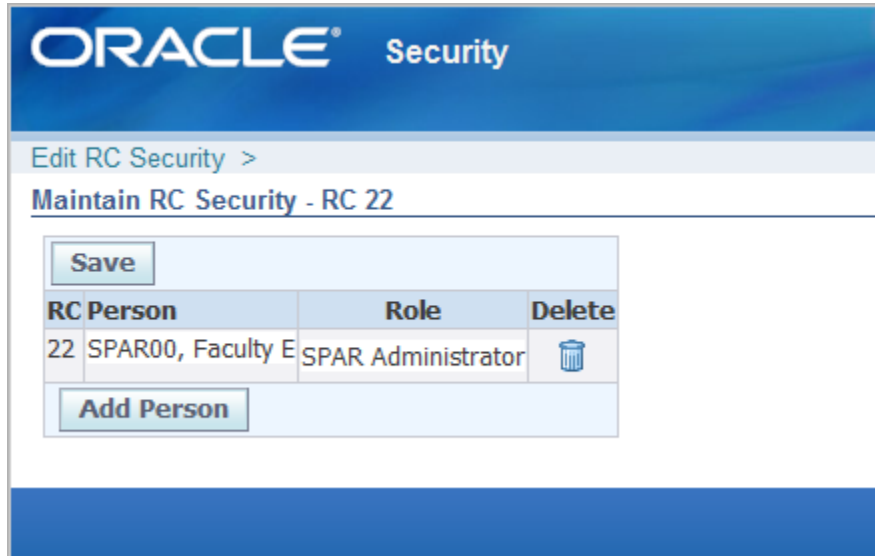 ORACLE® Security
Edit RC Security >
Maintain RC Security - RC 22
Save
RC Person Role Delete
22 SPAR00, Faculty E SPAR Administrator
Add Person